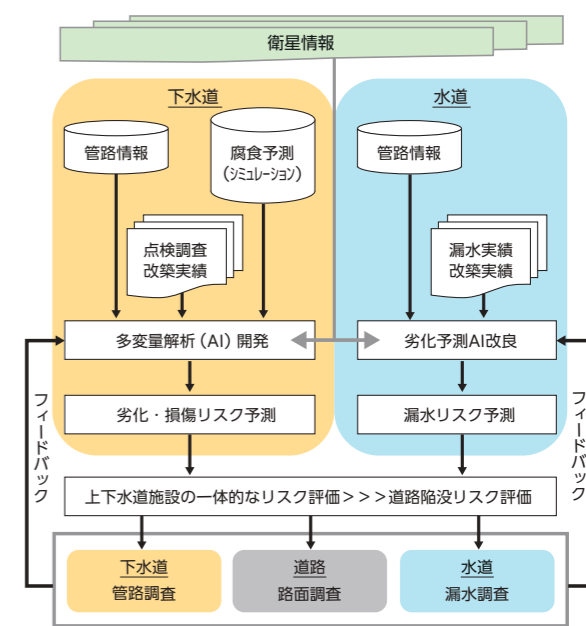 衛星情報
下水道
水道
管路情報
腐食予測
(シミュレーション)
管路情報
点検調査
改築実績
漏水実績
改築実績
多変量解析(AI)開発
劣化予測AI改良
劣化・損傷リスク予測
漏水リスク予測
フィードバック
フィードバック
上下水道施設の一体的なリスク評価>>>道路陥没リスク評価
下水道
管路調査
道路
路面調査
水道
漏水調査